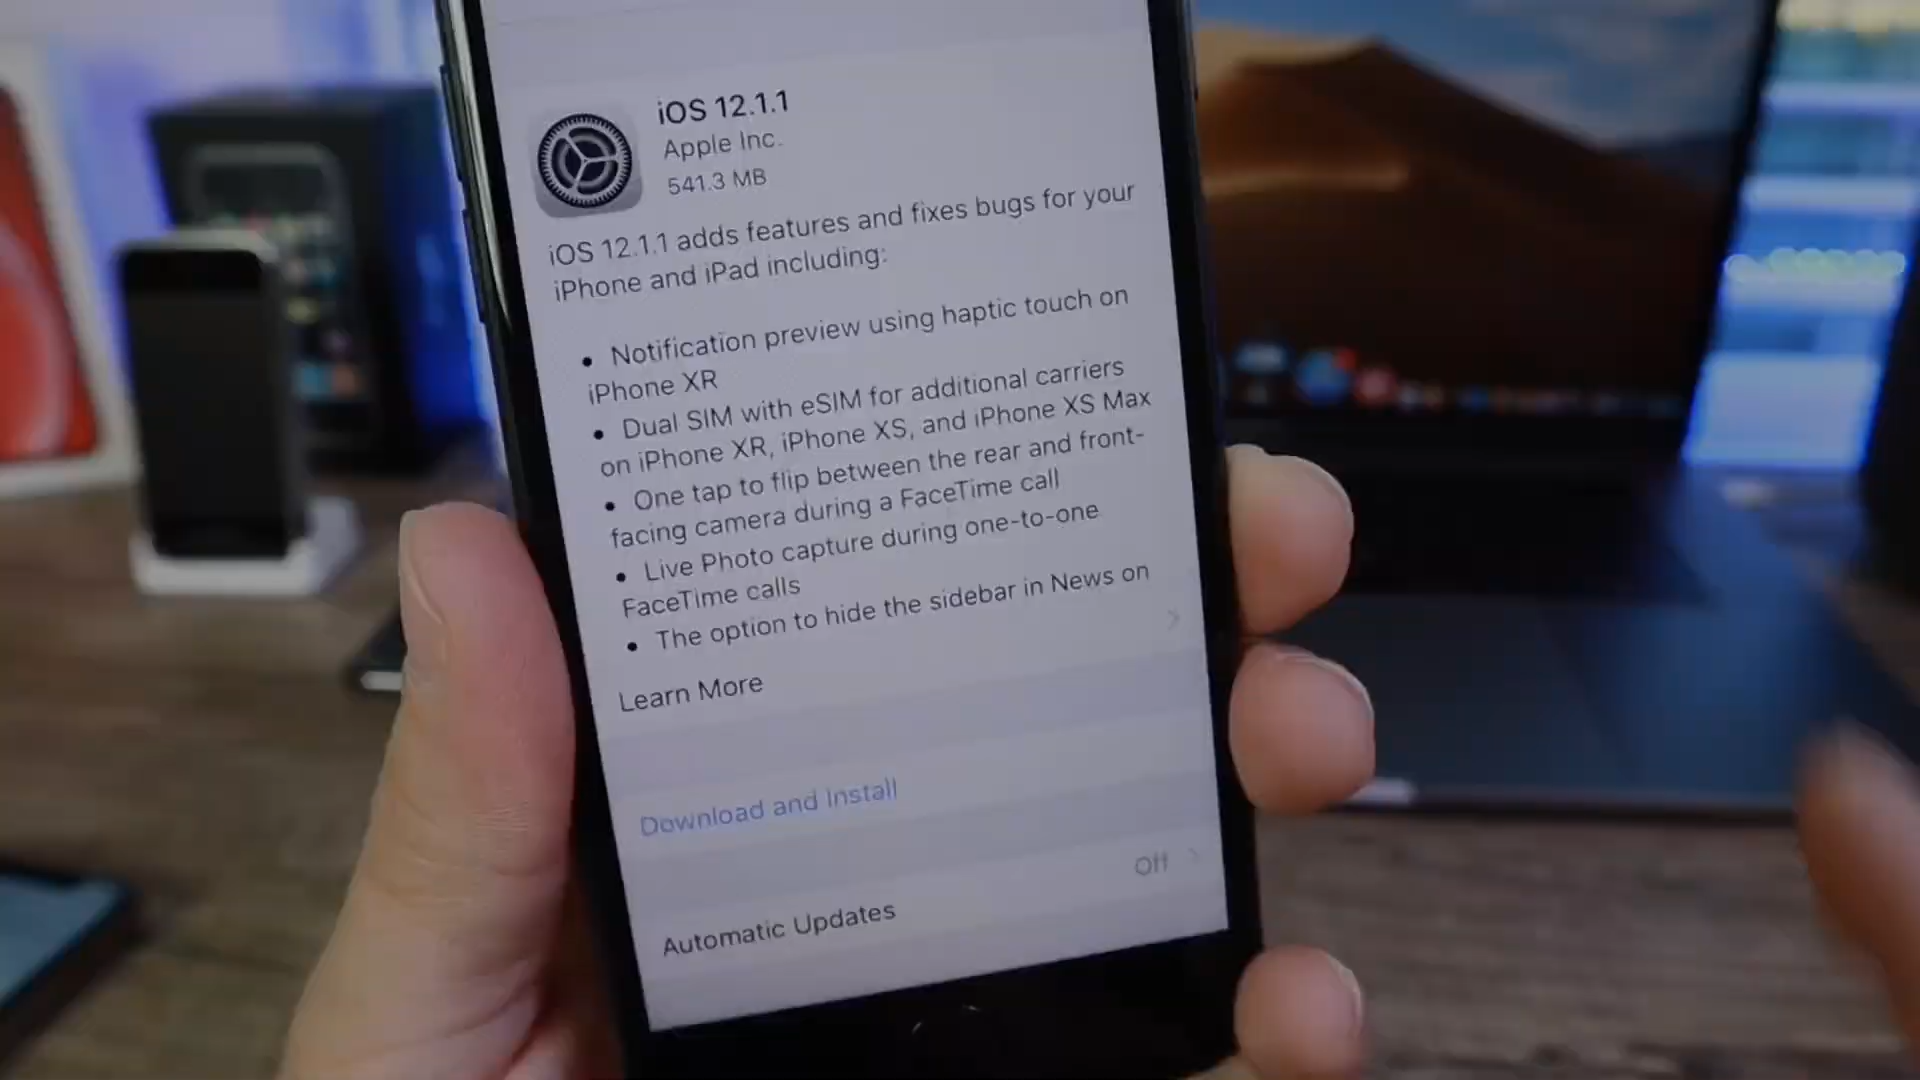 iOS 12.1.1
Apple Inc.
541.3 MB
iOS 12.1.1 adds features and fixes bugs for your
iPhone and iPad including:
• Notification preview using haptic touch on
iPhone XR
• Dual SIM with eSIM for additional carriers
on iPhone XR, iPhone XS, and iPhone XS Max
• One tap to flip between the rear and front-
facing camera during a FaceTime call
• Live Photo capture during one-to-one
FaceTime calls
• The option to hide the sidebar in News on
Learn More
Download and Install
Automatic Updates Off